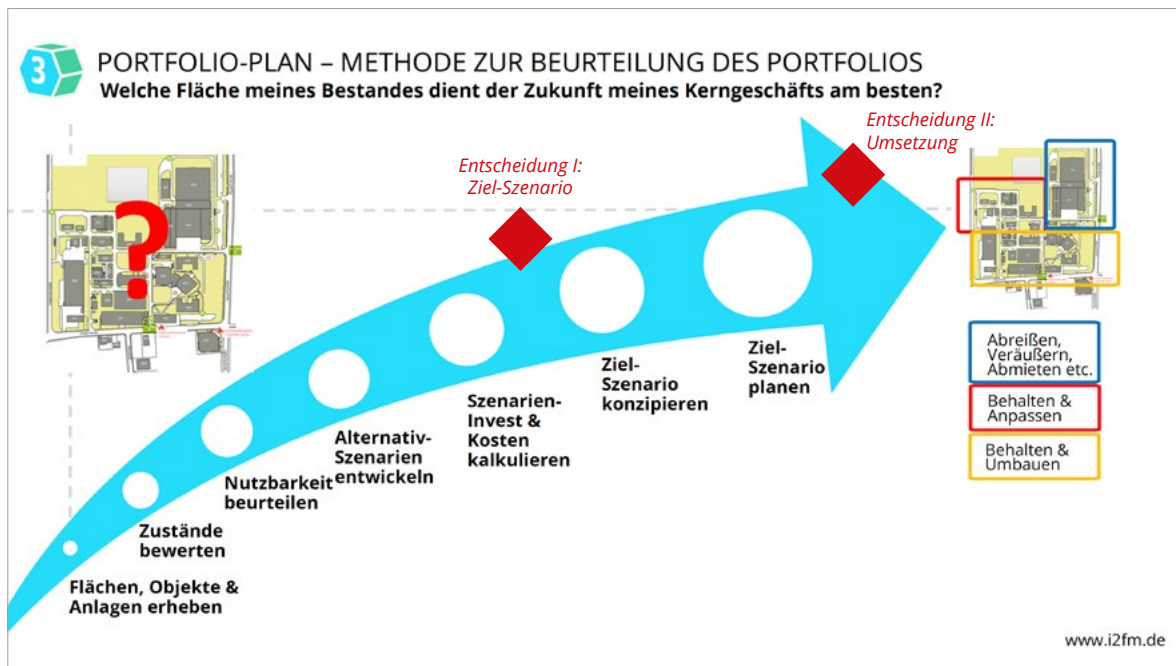 3
PORTFOLIO-PLAN – METHODE ZUR BEURTEILUNG DES PORTFOLIOS
Welche Fläche meines Bestandes dient der Zukunft meines Kerngeschäfts am besten?
Entscheidung I:
Ziel-Szenario
Entscheidung II:
Umsetzung
?
Flächen, Objekte &
Anlagen erheben
Zustände
bewerten
Nutzbarkeit
beurteilen
Alternativ-
Szenarien
entwickeln
Szenarien-
Invest &
Kosten
kalkulieren
Ziel-
Szenario
konzipieren
Ziel-
Szenario
planen
Abreißen,
Veräußern,
Abmieten etc.
Behalten &
Anpassen
Behalten &
Umbauen
www.i2fm.de